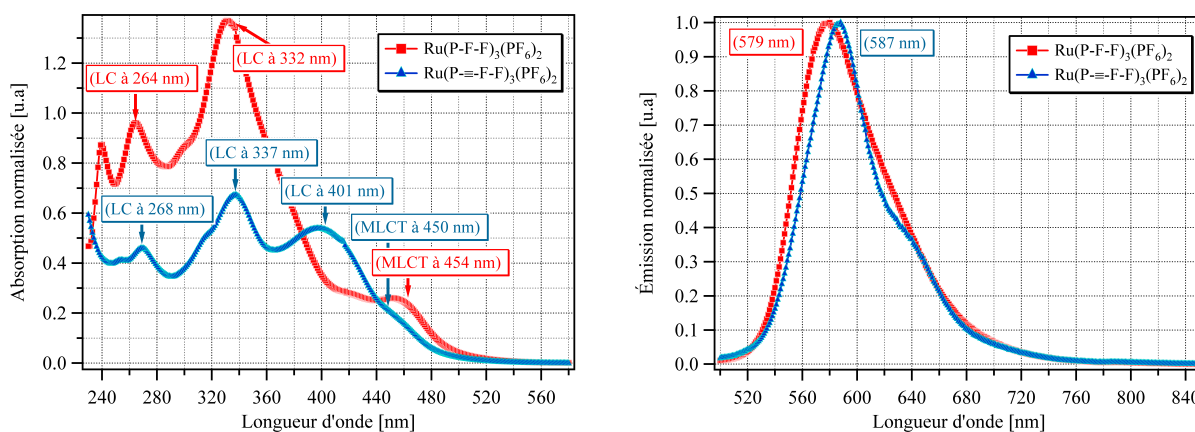 Absorption normalisée [u.a]
1.2
1.0
0.8
0.6
0.4
0.2
0.0
(LC à 332 nm)
(LC à 264 nm)
(LC à 337 nm)
(LC à 401 nm)
(LC à 268 nm)
(MLCT à 450 nm)
(MLCT à 454 nm)
Ru(P-F-F)3(PF6)2
Ru(P-≡-F-F)3(PF6)2
240 280 320 360 400 440 480 520 560
Longueur d'onde [nm]
Émission normalisée [u.a]
1.0
0.9
0.8
0.7
0.6
0.5
0.4
0.3
0.2
0.1
0.0
(579 nm)
(587 nm)
Ru(P-F-F)3(PF6)2
Ru(P-≡-F-F)3(PF6)2
520 560 600 640 680 720 760 800 840
Longueur d'onde [nm]